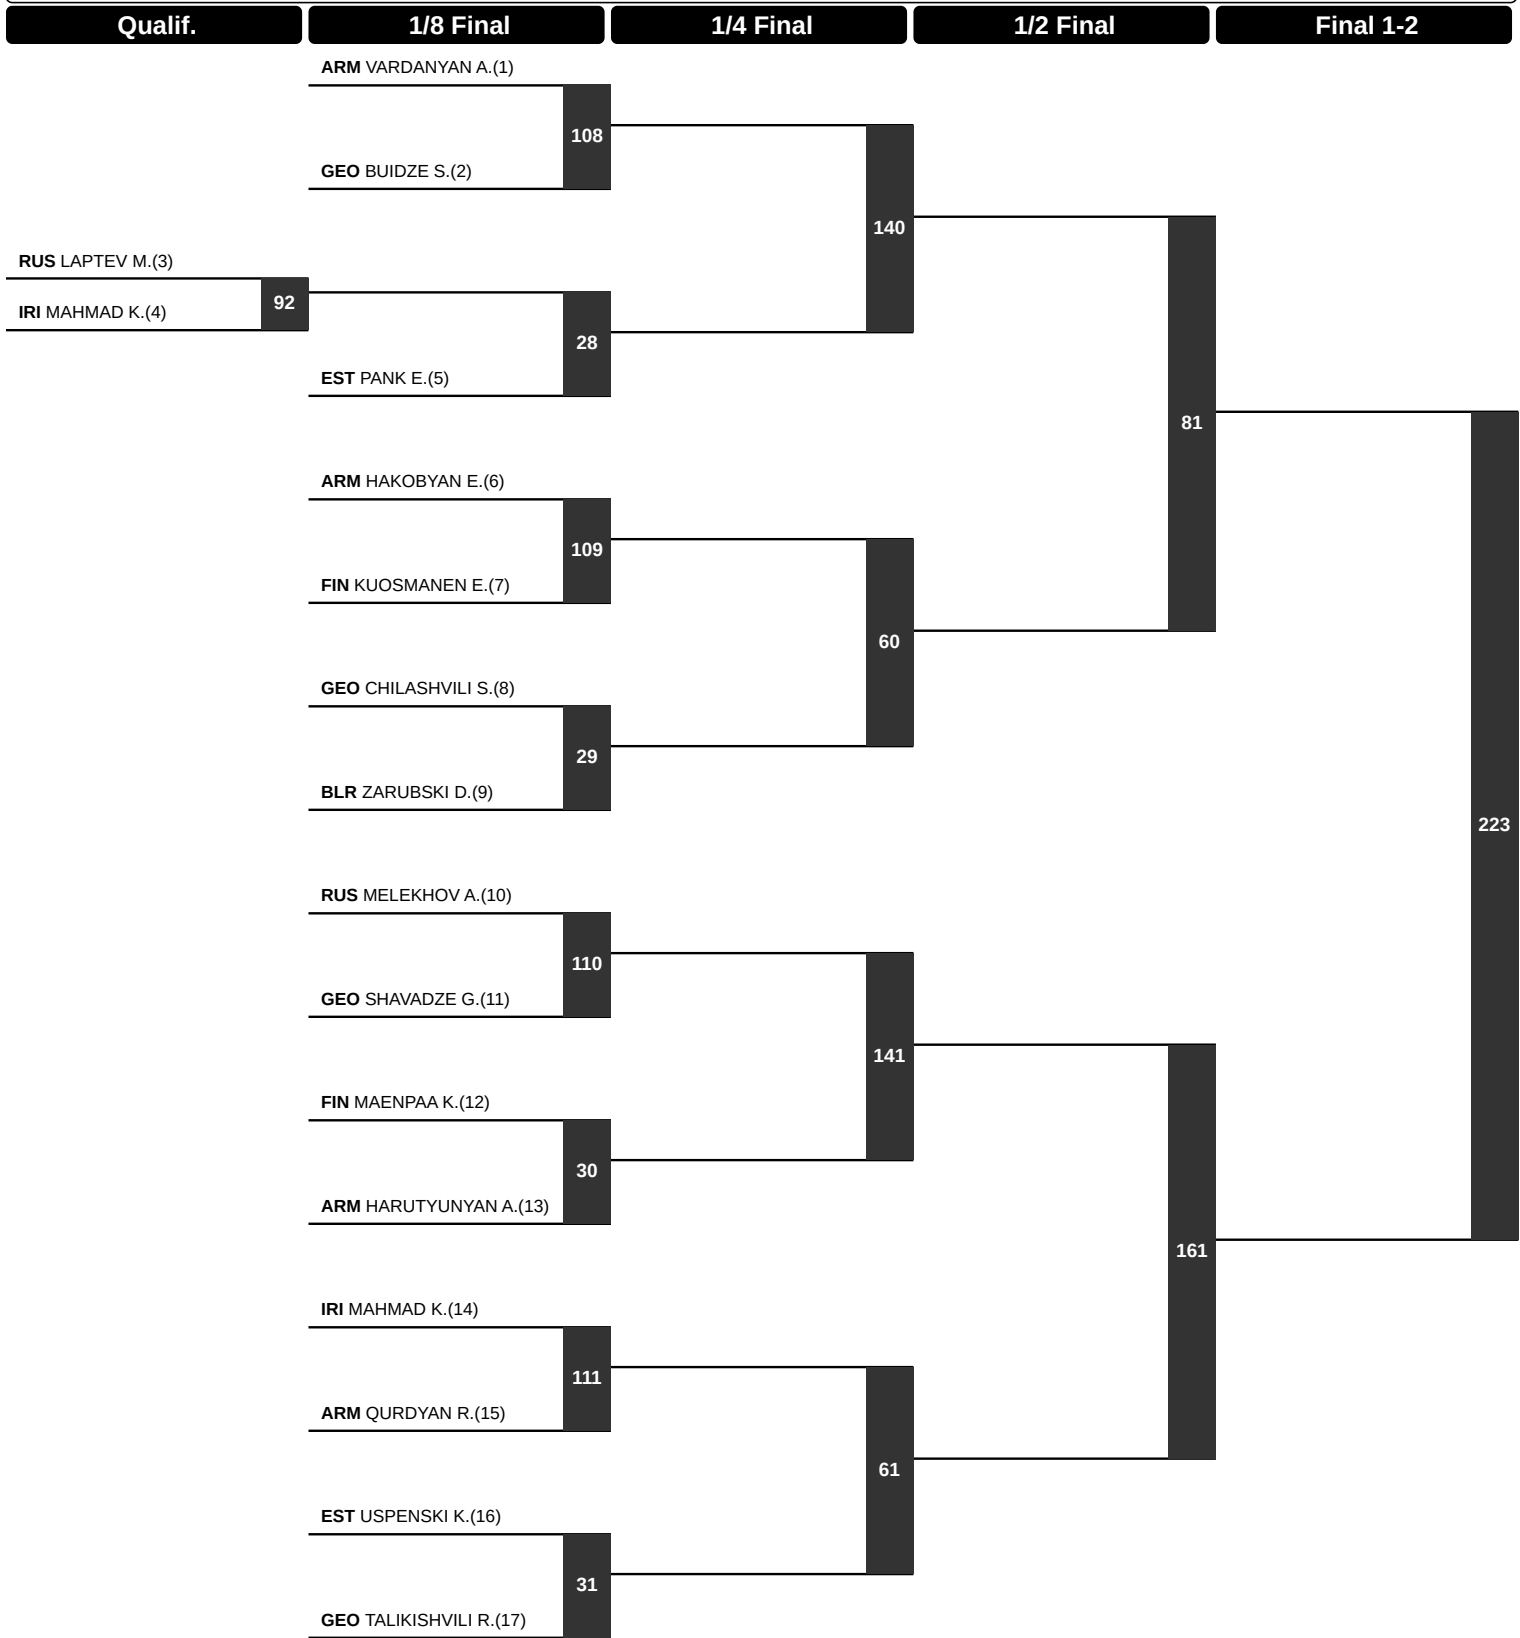 Qualif.
1/8 Final
1/4 Final
1/2 Final
Final 1-2
ARM VARDANYAN A.(1)
108
GEO BUIDZE S.(2)
140
RUS LAPTEV M.(3)
92
IRI MAHMAD K.(4)
28
EST PANK E.(5)
81
ARM HAKOBYAN E.(6)
109
FIN KUOSMANEN E.(7)
60
GEO CHILASHVILI S.(8)
29
BLR ZARUBSKI D.(9)
223
RUS MELEKHOV A.(10)
110
GEO SHAVADZE G.(11)
141
FIN MAENPAA K.(12)
30
ARM HARUTYUNYAN A.(13)
161
IRI MAHMAD K.(14)
111
ARM QURDYAN R.(15)
61
EST USPENSKI K.(16)
31
GEO TALIKISHVILI R.(17)